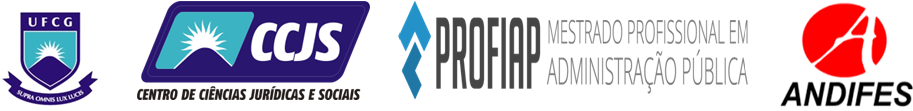 UFCG
SUPRA OMNIS LUX LUCIS
CCJS
CENTRO DE CIÊNCIAS JURÍDICAS E SOCIAIS
PROFIAP
MESTRADO PROFISSIONAL EM
ADMINISTRAÇÃO PÚBLICA
ANDIFES